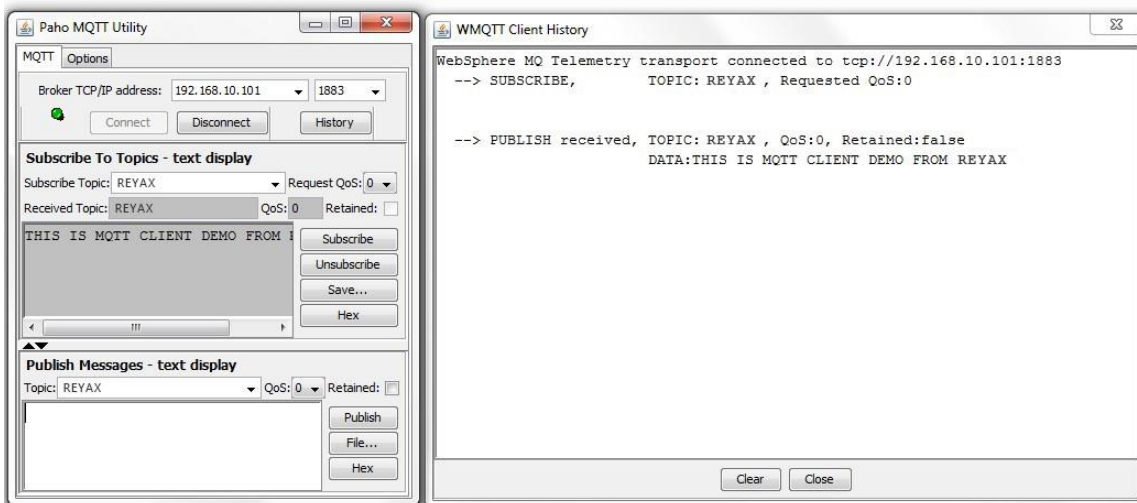 Paho MQTT Utility
MQTT Options
Broker TCP/IP address: 192.168.10.101 1883
Connect Disconnect History
Subscribe To Topics - text display
Subscribe Topic: REYAX Request QoS: 0
Received Topic: REYAX QoS: 0 Retained:
THIS IS MQTT CLIENT DEMO FROM
Subscribe
Unsubscribe
Save...
Hex
Publish Messages - text display
Topic: REYAX QoS: 0 Retained:
Publish
File...
Hex
WMQTT Client History
WebSphere MQ Telemetry transport connected to tcp://192.168.10.101:1883
--> SUBSCRIBE, TOPIC: REYAX , Requested QoS:0
--> PUBLISH received, TOPIC: REYAX , QoS:0, Retained:false
DATA:THIS IS MQTT CLIENT DEMO FROM REYAX
Clear Close